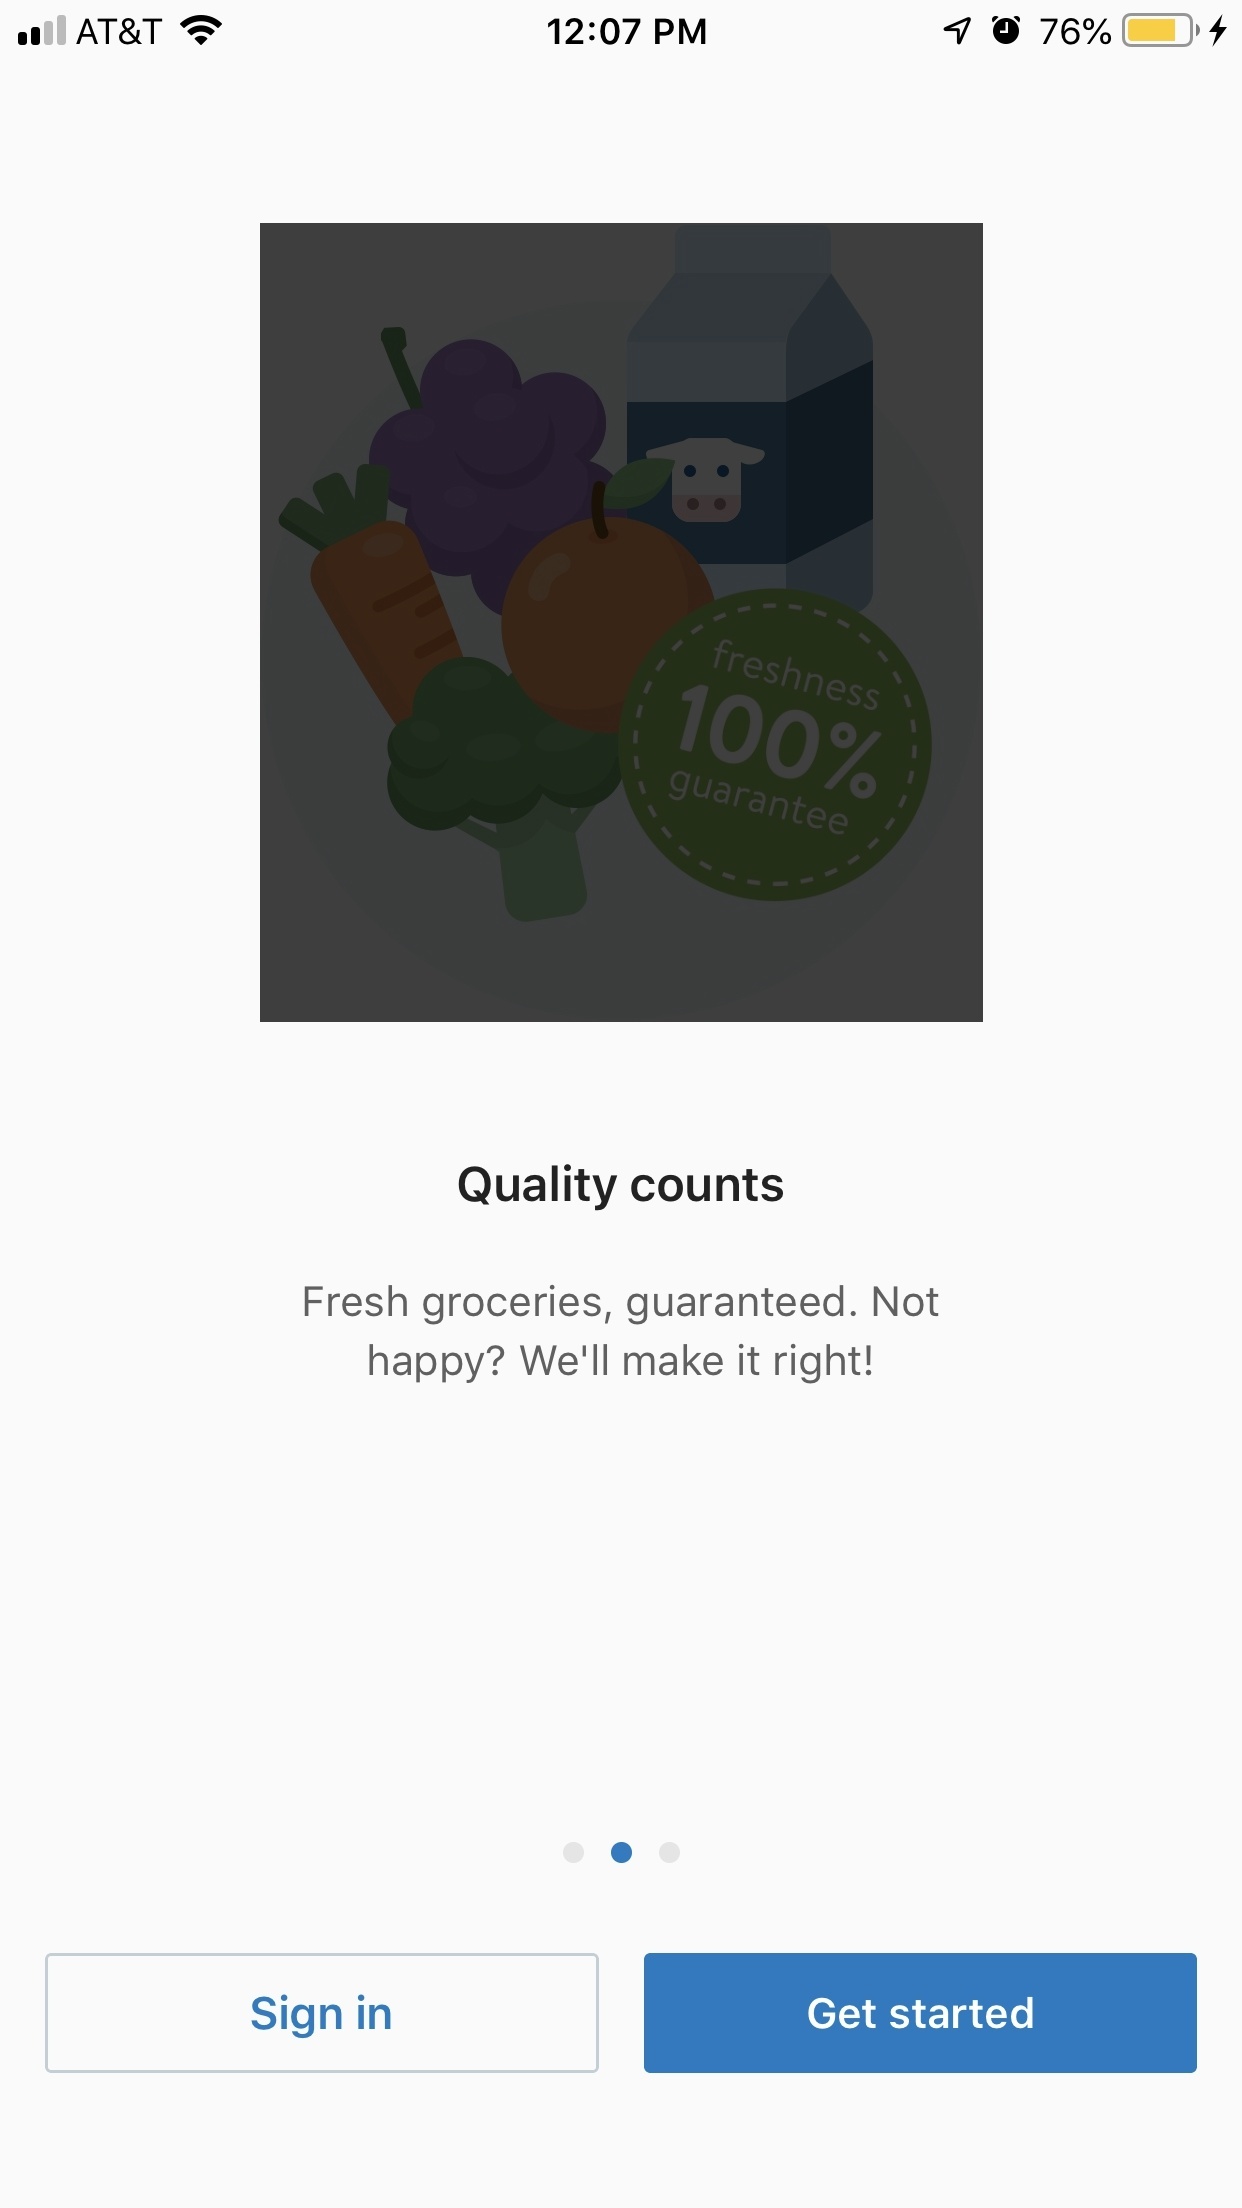 AT&T
12:07 PM
76%
freshness
100%
guarantee
Quality counts
Fresh groceries, guaranteed. Not
happy? We'll make it right!
Sign in
Get started